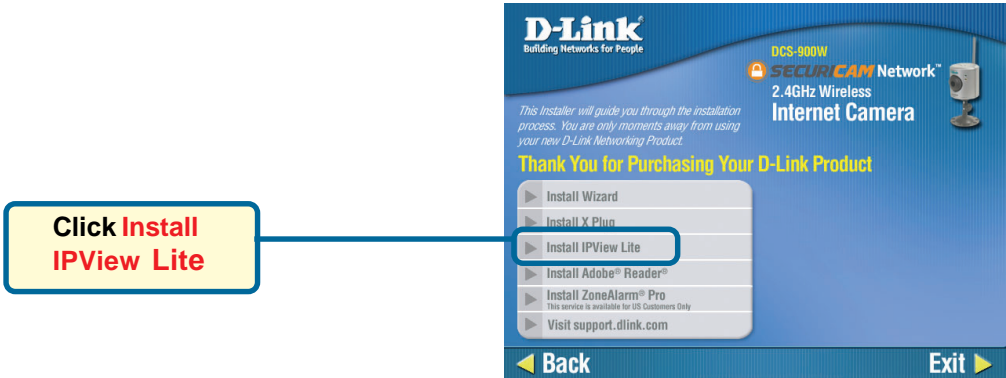 Click Install
IPView Lite
D-Link
Building Networks for People
DCS-900W
SECURICAM Network™
2.4GHz Wireless
Internet Camera
This Installer will guide you through the installation
process. You are only moments away from using
your new D-Link Networking Product.
Thank You for Purchasing Your D-Link Product
Install Wizard
Install X Plug
Install IPView Lite
Install Adobe® Reader®
Install ZoneAlarm® Pro
This service is available for US Customers Only
Visit support.dlink.com
Back
Exit